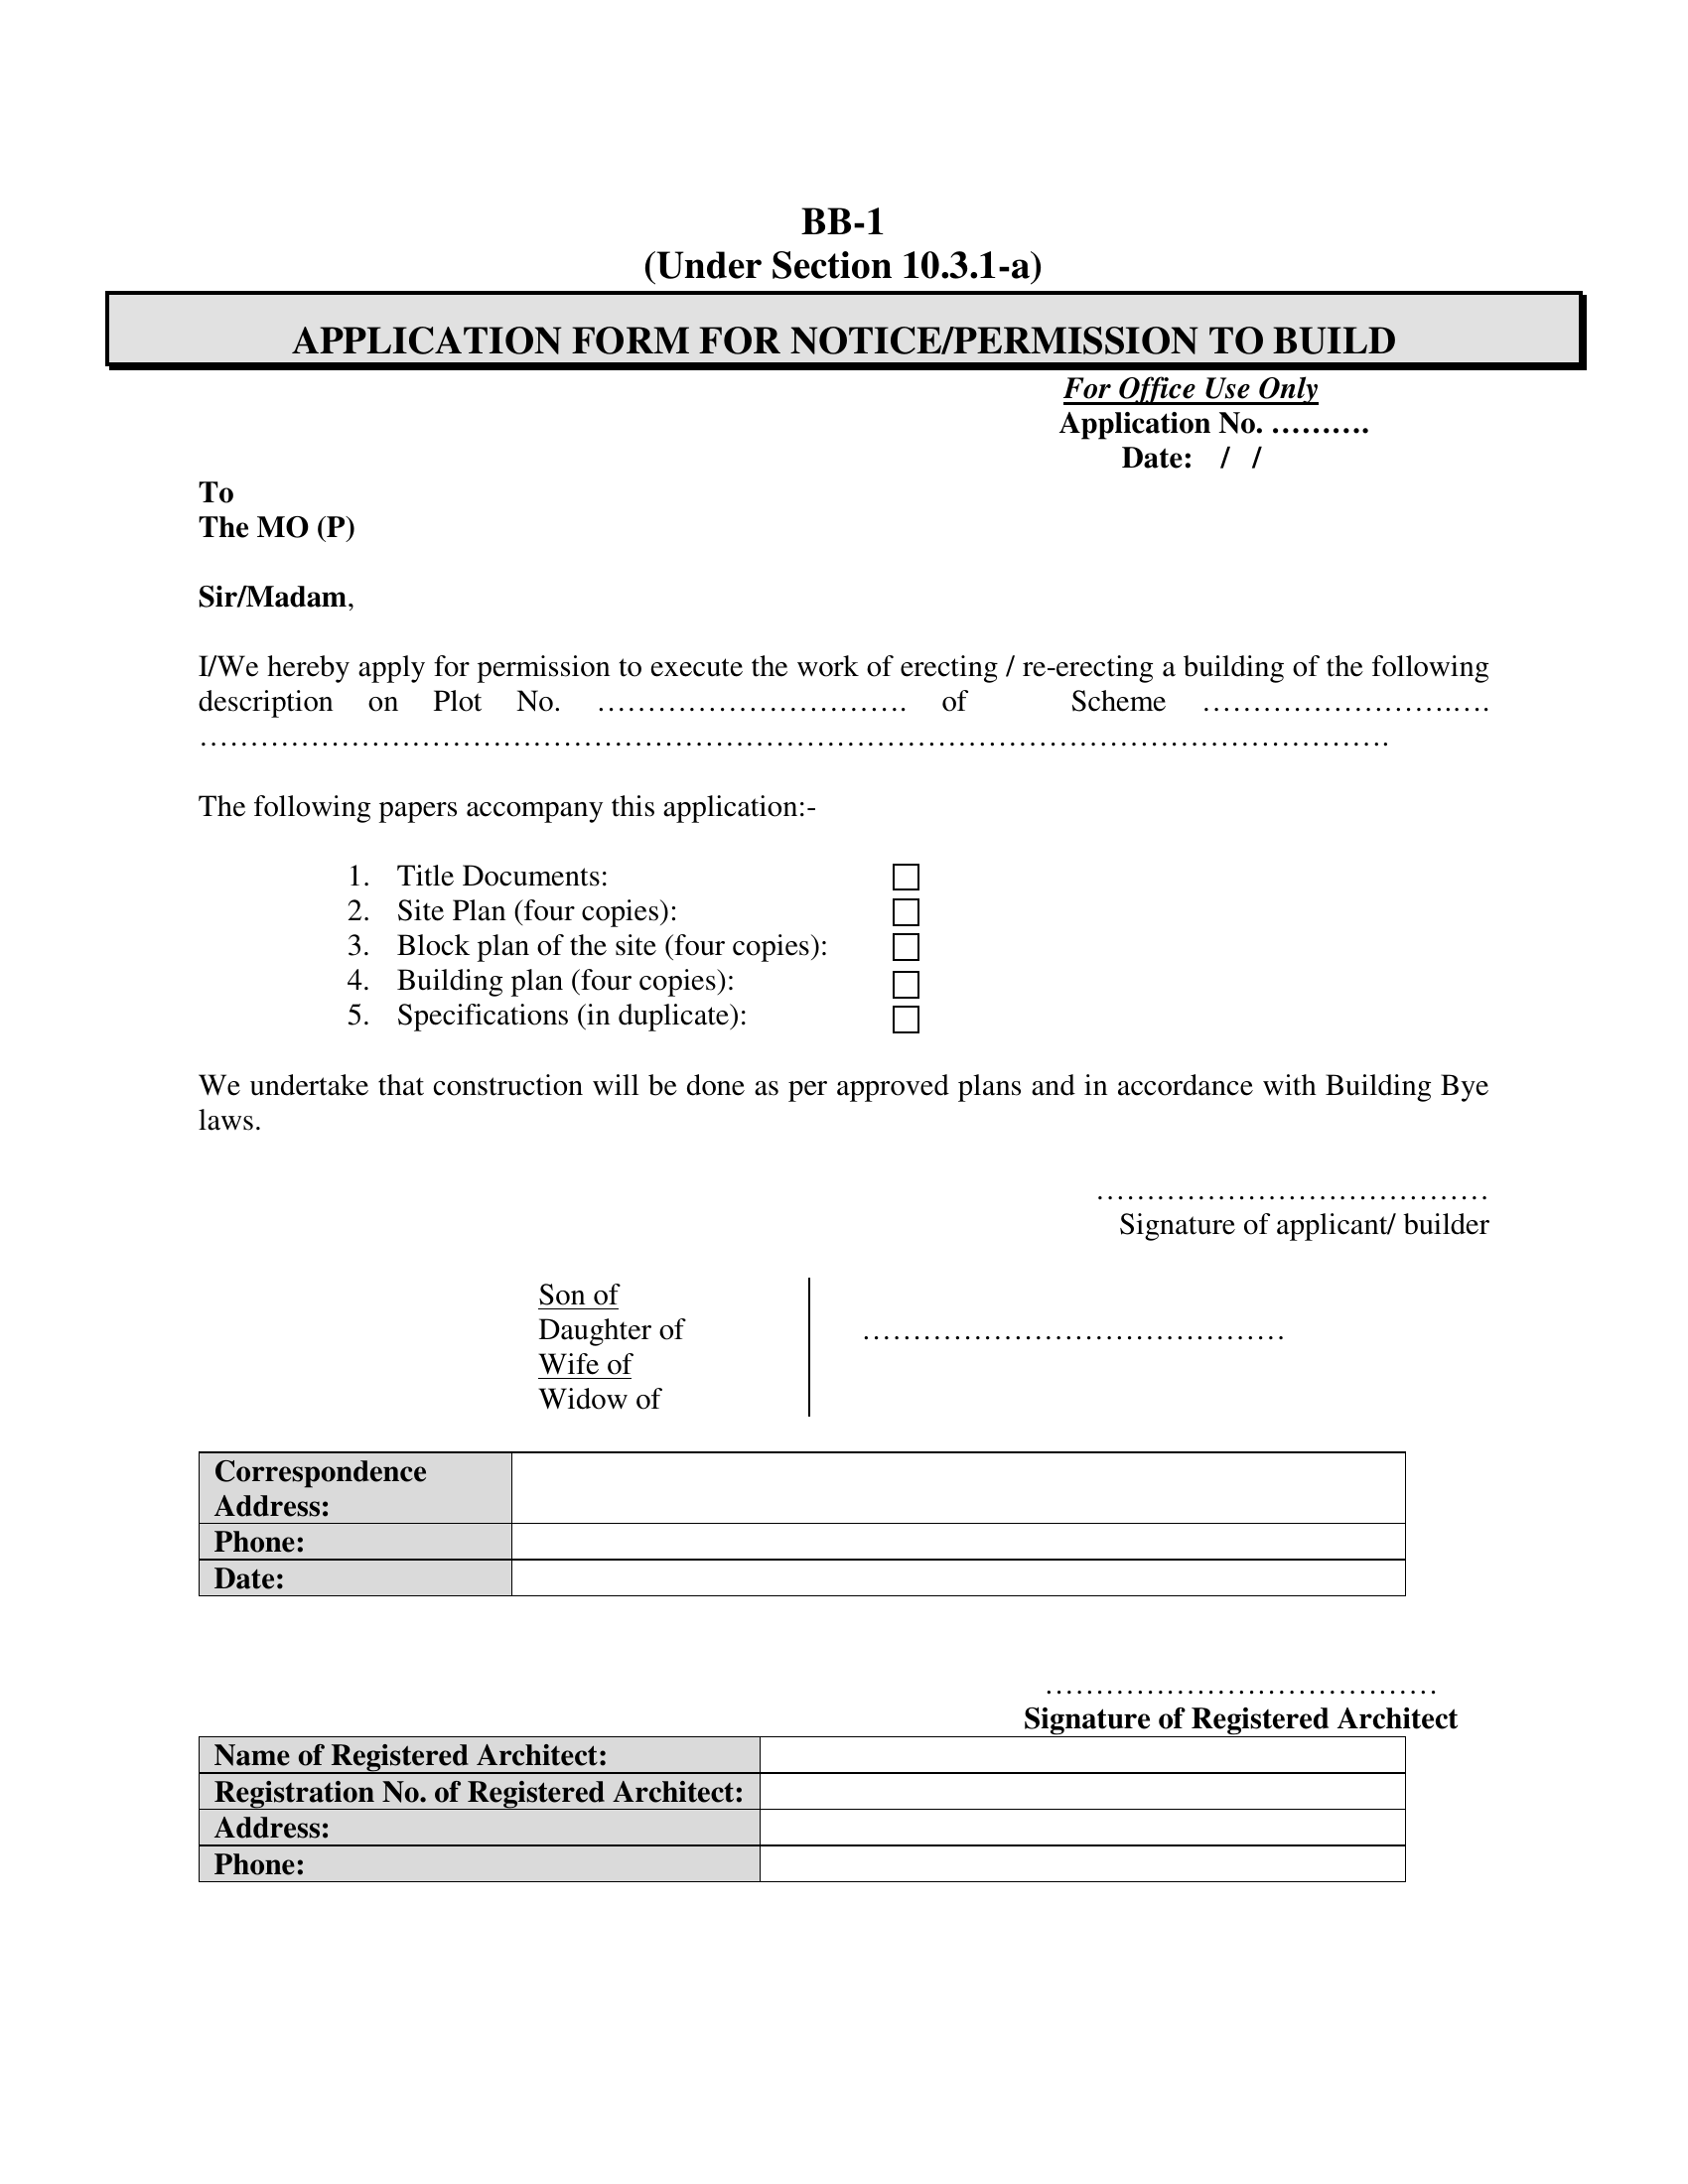 BB-1
(Under Section 10.3.1-a)
APPLICATION FORM FOR NOTICE/PERMISSION TO BUILD
For Office Use Only
Application No. ……….
Date: / /
To
The MO (P)
Sir/Madam,
I/We hereby apply for permission to execute the work of erecting / re-erecting a building of the following
description on Plot No. …………………………. of Scheme …………………….….
……………………………………………………………………………………………………….
The following papers accompany this application:-
1. Title Documents:
2. Site Plan (four copies):
3. Block plan of the site (four copies):
4. Building plan (four copies):
5. Specifications (in duplicate):
We undertake that construction will be done as per approved plans and in accordance with Building Bye
laws.
…………………………………
Signature of applicant/ builder
Son of
Daughter of ……………………………………
Wife of
Widow of
Correspondence
Address:
Phone:
Date:
…………………………………
Signature of Registered Architect
Name of Registered Architect:
Registration No. of Registered Architect:
Address:
Phone: